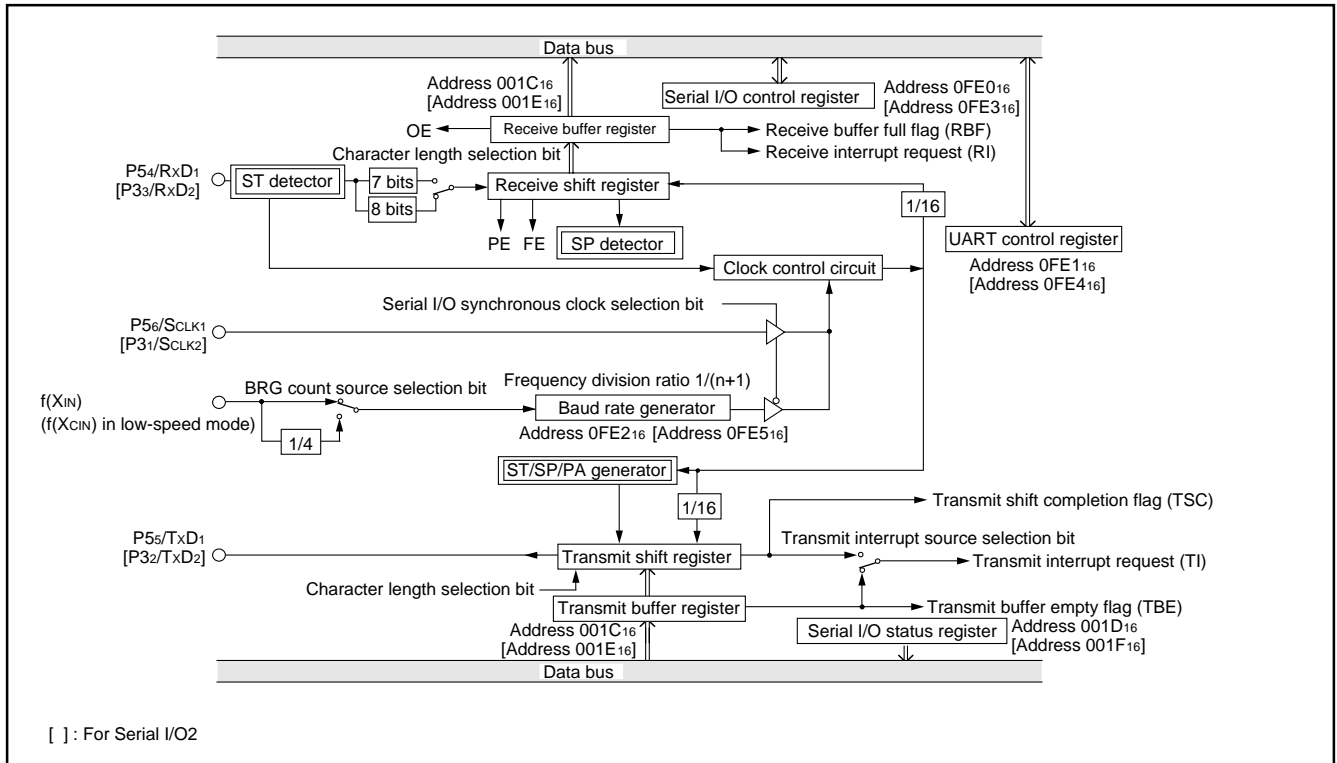 Data bus
Address 001C16
[Address 001E16]
Serial I/O control register
Address 0FE016
[Address 0FE316]
OE
Receive buffer register
Receive buffer full flag (RBF)
Receive interrupt request (RI)
Character length selection bit
P54/RXD1
[P33/RXD2]
ST detector
7 bits
8 bits
Receive shift register
1/16
PE
FE
SP detector
UART control register
Address 0FE116
[Address 0FE416]
Clock control circuit
Serial I/O synchronous clock selection bit
P56/SCLK1
[P31/SCLK2]
BRG count source selection bit
Frequency division ratio 1/(n+1)
f(XIN)
(f(XCIN) in low-speed mode)
Baud rate generator
1/4
Address 0FE216 [Address 0FE516]
ST/SP/PA generator
1/16
Transmit shift completion flag (TSC)
P55/TXD1
[P32/TXD2]
Transmit interrupt source selection bit
Transmit shift register
Transmit interrupt request (TI)
Character length selection bit
Transmit buffer register
Transmit buffer empty flag (TBE)
Address 001C16
[Address 001E16]
Serial I/O status register
Address 001D16
[Address 001F16]
Data bus
[ ] : For Serial I/O2